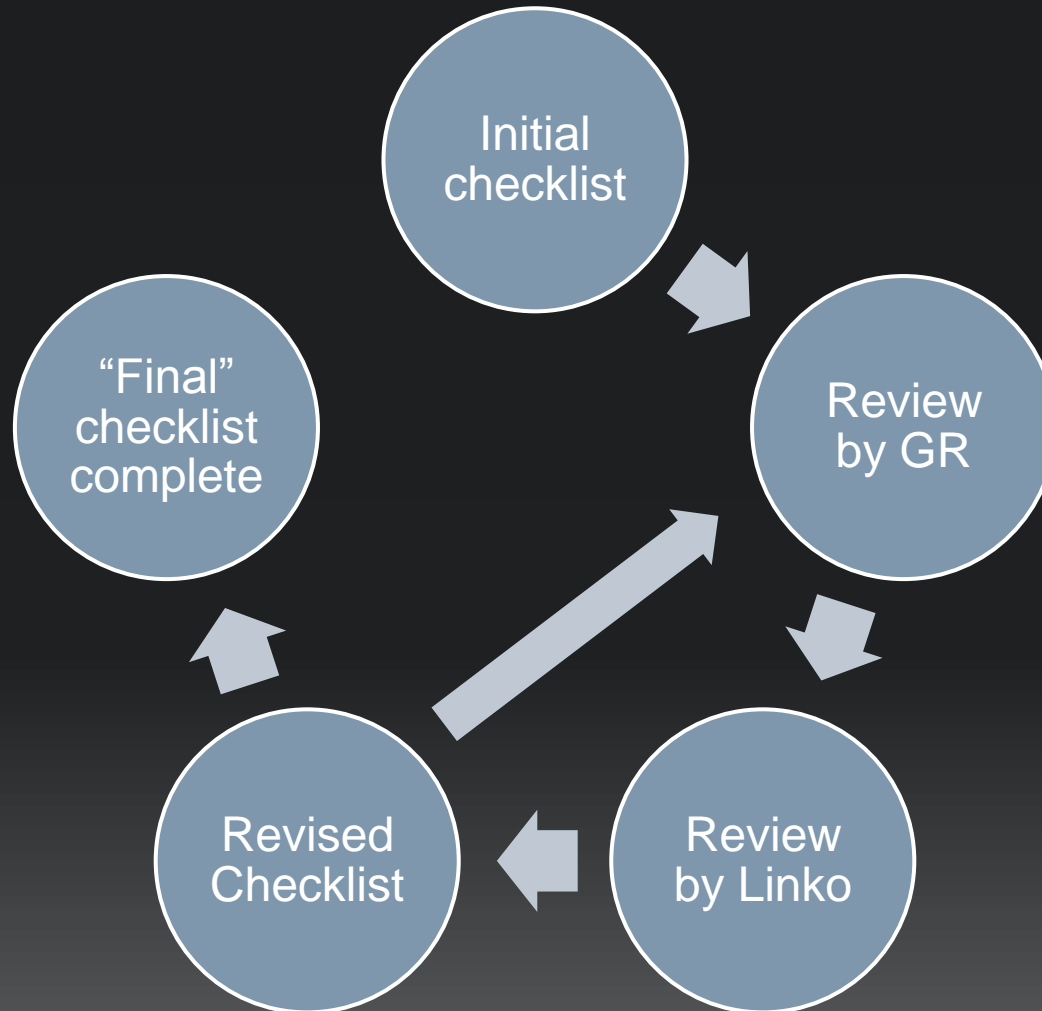 Initial
checklist
Review
by GR
Review
by Linko
Revised
Checklist
“Final”
checklist
complete